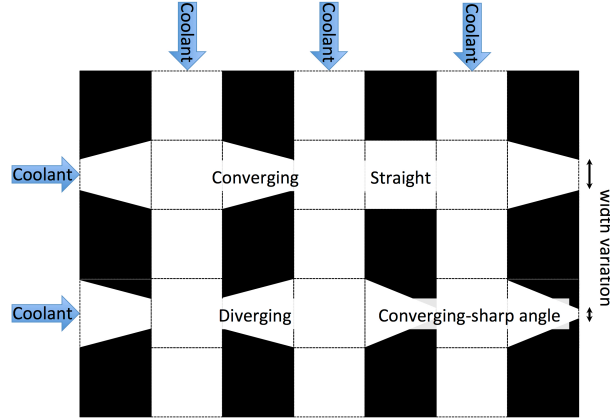 Coolant
Coolant
Coolant
Coolant
Converging
Straight
width variation
Coolant
Diverging
Converging-sharp angle